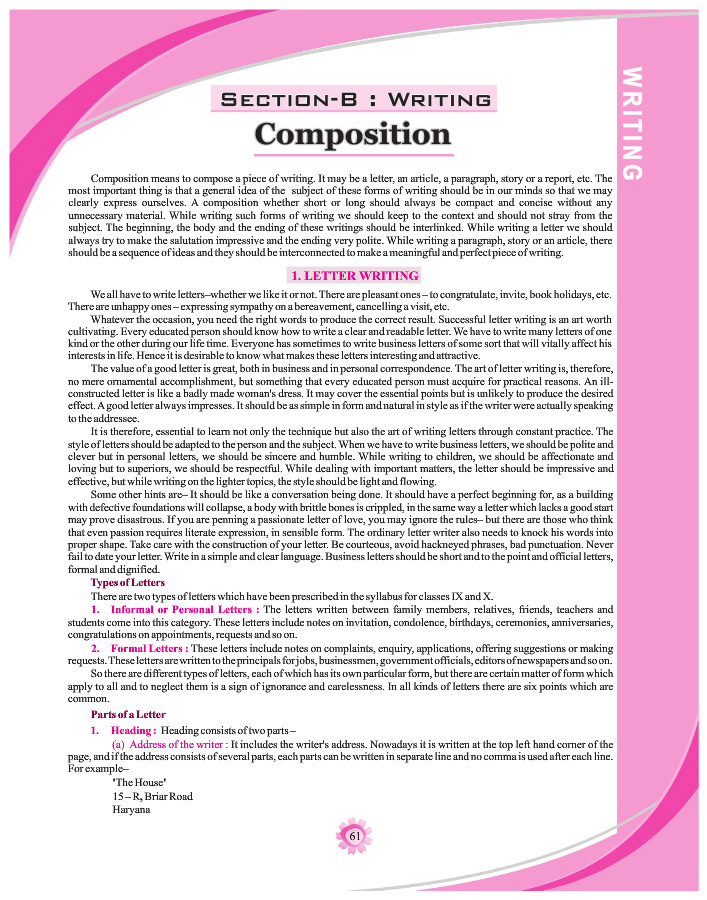 SECTION-B : WRITING
Composition
WRITING
Composition means to compose a piece of writing. It may be a letter, an article, a paragraph, story or a report, etc. The
most important thing is that a general idea of the subject of these forms of writing should be in our minds so that we may
clearly express ourselves. A composition whether short or long should always be compact and concise without any
unnecessary material. While writing such forms of writing we should keep to the context and should not stray from the
subject. The beginning, the body and the ending of these writings should be interlinked. While writing a letter we should
always try to make the salutation impressive and the ending very polite. While writing a paragraph, story or an article, there
should be a sequence of ideas and they should be interconnected to make a meaningful and perfect piece of writing.
1. LETTER WRITING
We all have to write letters–whether we like it or not. There are pleasant ones – to congratulate, invite, book holidays, etc.
There are unhappy ones – expressing sympathy on a bereavement, cancelling a visit, etc.
Whatever the occasion, you need the right words to produce the correct result. Successful letter writing is an art worth
cultivating. Every educated person should know how to write a clear and readable letter. We have to write many letters of one
kind or the other during our life time. Everyone has sometimes to write business letters of some sort that will vitally affect his
interests in life. Hence it is desirable to know what makes these letters interesting and attractive.
The value of a good letter is great, both in business and in personal correspondence. The art of letter writing is, therefore,
no mere ornamental accomplishment, but something that every educated person must acquire for practical reasons. An ill-
constructed letter is like a badly made woman's dress. It may cover the essential points but is unlikely to produce the desired
effect. A good letter always impresses. It should be as simple in form and natural in style as if the writer were actually speaking
to the addressee.
It is therefore, essential to learn not only the technique but also the art of writing letters through constant practice. The
style of letters should be adapted to the person and the subject. When we have to write business letters, we should be polite and
clever but in personal letters, we should be sincere and humble. While writing to children, we should be affectionate and
loving but to superiors, we should be respectful. While dealing with important matters, the letter should be impressive and
effective, but while writing on the lighter topics, the style should be light and flowing.
Some other hints are– It should be like a conversation being done. It should have a perfect beginning for, as a building
with defective foundations will collapse, a body with brittle bones is crippled, in the same way a letter which lacks a good start
may prove disastrous. If you are penning a passionate letter of love, you may ignore the rules– but there are those who think
that even passion requires literate expression, in sensible form. The ordinary letter writer also needs to knock his words into
proper shape. Take care with the construction of your letter. Be courteous, avoid hackneyed phrases, bad punctuation. Never
fail to date your letter. Write in a simple and clear language. Business letters should be short and to the point and official letters,
formal and dignified.
Types of Letters
There are two types of letters which have been prescribed in the syllabus for classes IX and X.
1. Informal or Personal Letters : The letters written between family members, relatives, friends, teachers and
students come into this category. These letters include notes on invitation, condolence, birthdays, ceremonies, anniversaries,
congratulations on appointments, requests and so on.
2. Formal Letters : These letters include notes on complaints, enquiry, applications, offering suggestions or making
requests. These letters are written to the principals for jobs, businessmen, government officials, editors of newspapers and so on.
So there are different types of letters, each of which has its own particular form, but there are certain matter of form which
apply to all and to neglect them is a sign of ignorance and carelessness. In all kinds of letters there are six points which are
common.
Parts of a Letter
1. Heading : Heading consists of two parts –
(a) Address of the writer : It includes the writer's address. Nowadays it is written at the top left hand corner of the
page, and if the address consists of several parts, each parts can be written in separate line and no comma is used after each line.
For example–
'The House'
15 – R, Briar Road
Haryana
61